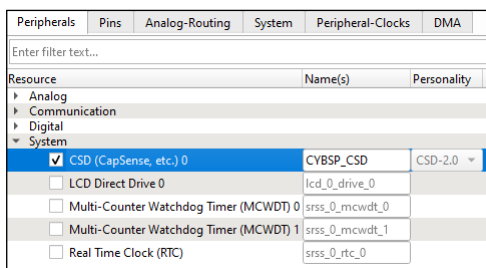 Peripherals Pins Analog-Routing System Peripheral-Clocks DMA
Enter filter text...
Resource Name(s) Personality
Analog
Communication
Digital
System
CSD (CapSense, etc.) 0 CYBSP_CSD CSD-2.0
LCD Direct Drive 0 lcd_0_drive_0
Multi-Counter Watchdog Timer (MCWDT) 0 srss_0_mcwdt_0
Multi-Counter Watchdog Timer (MCWDT) 1 srss_0_mcwdt_1
Real Time Clock (RTC) srss_0_rtc_0